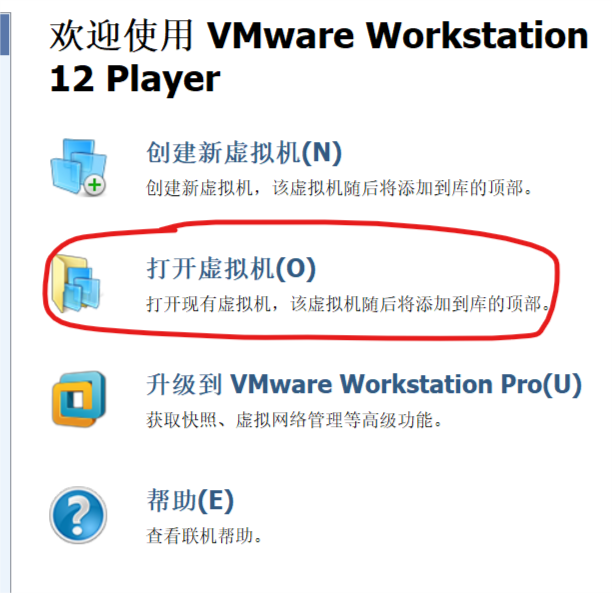 欢迎使用 VMware Workstation
12 Player
创建新虚拟机(N)
创建新虚拟机，该虚拟机随后将添加到库的顶部。
打开虚拟机(O)
打开现有虚拟机，该虚拟机随后将添加到库的顶部。
升级到 VMware Workstation Pro(U)
获取快照、虚拟网络管理等高级功能。
帮助(E)
查看联机帮助。